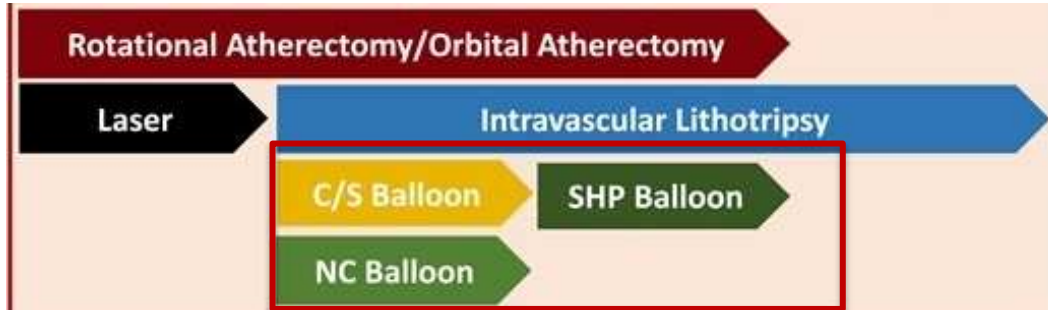 Rotational Atherectomy/Orbital Atherectomy
Laser
Intravascular Lithotripsy
C/S Balloon
SHP Balloon
NC Balloon